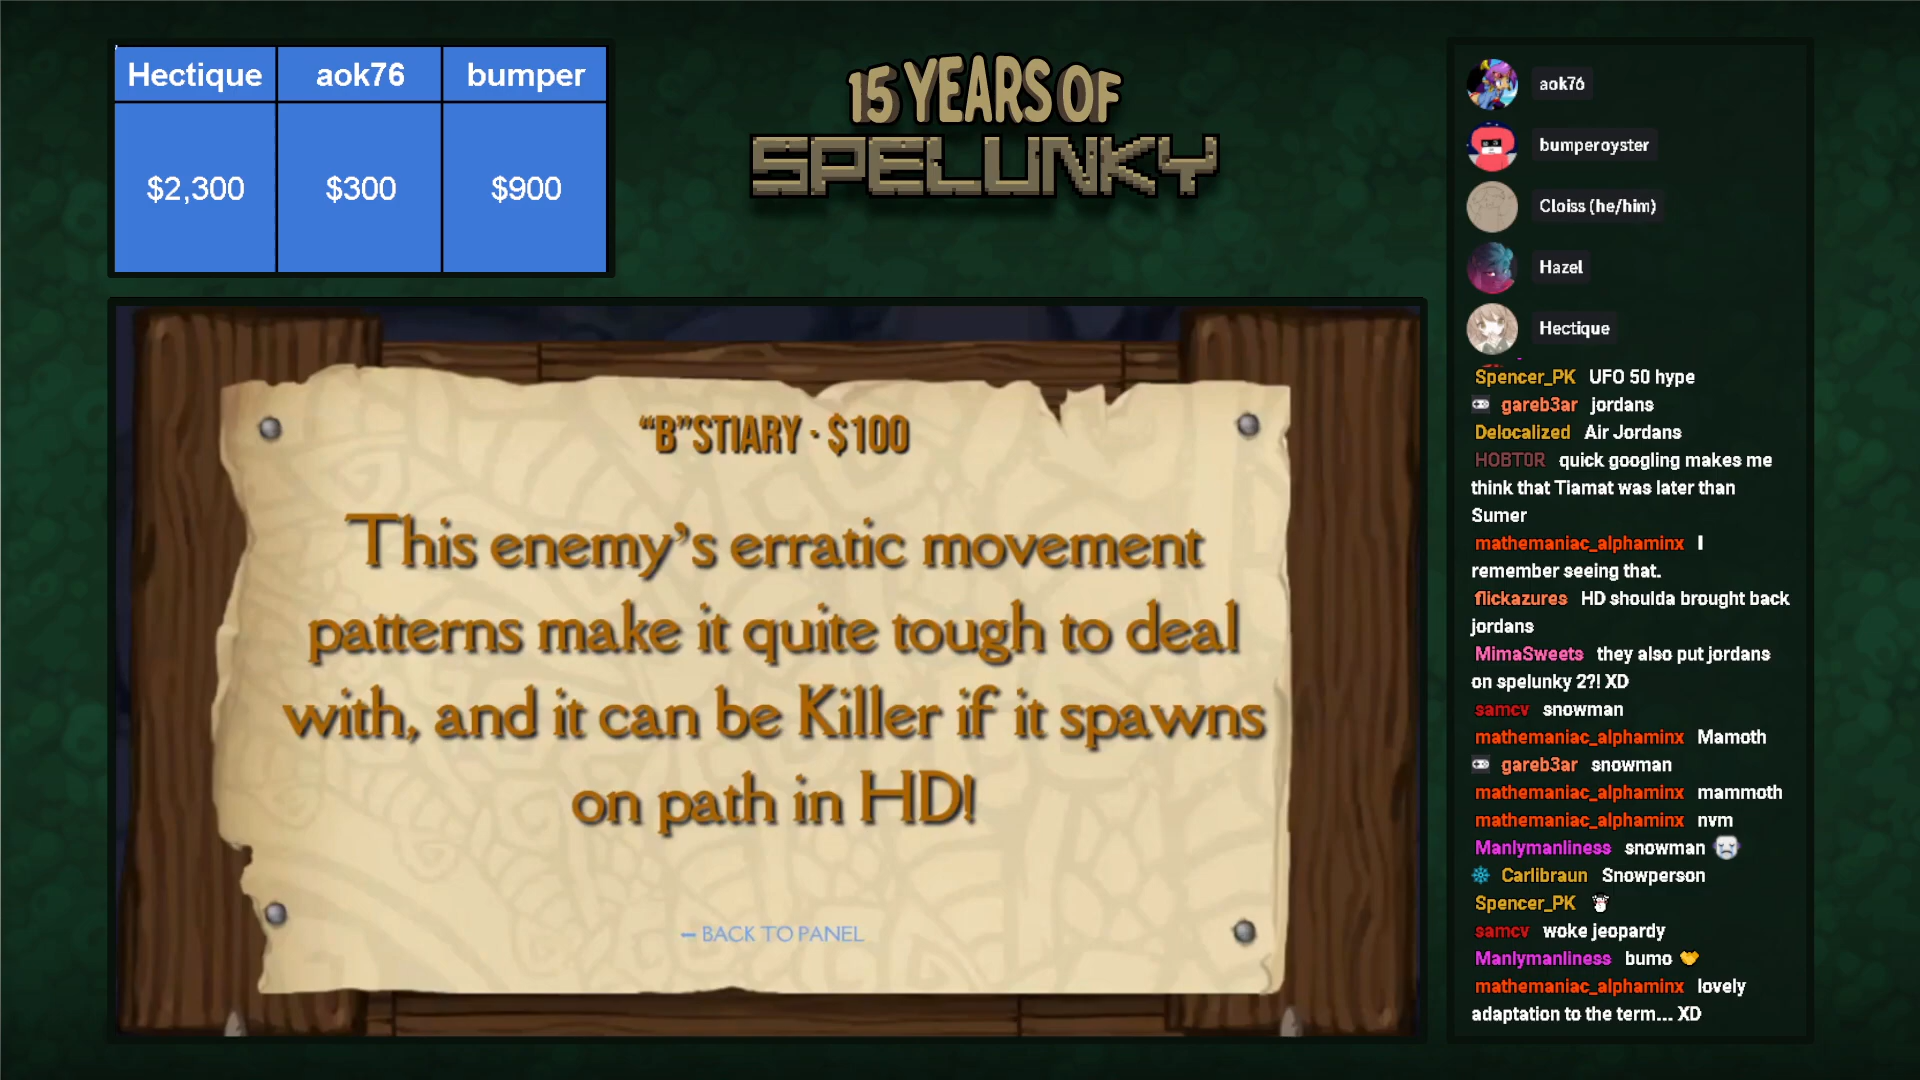 Hectique aok76 bumper
$2,300 $300 $900
15 YEARS OF
SPELUNKY
"B"STIARY · $100
This enemy's erratic movement
patterns make it quite tough to deal
with, and it can be Killer if it spawns
on path in HD!
← BACK TO PANEL
aok76
bumperoyster
Cloiss (he/him)
Hazel
Hectique
Spencer_PK UFO 50 hype
gareb3ar jordans
Delocalized Air Jordans
HOBT0R quick googling makes me
think that Tiamat was later than
Sumer
mathemaniac_alphaminx I
remember seeing that.
flickazures HD shoulda brought back
jordans
MimaSweets they also put jordans
on spelunky 2?! XD
samcv snowman
mathemaniac_alphaminx Mamoth
gareb3ar snowman
mathemaniac_alphaminx mammoth
mathemaniac_alphaminx nvm
Manlymanliness snowman
Carlibraun Snowperson
Spencer_PK
samcv woke jeopardy
Manlymanliness bumo
mathemaniac_alphaminx lovely
adaptation to the term... XD